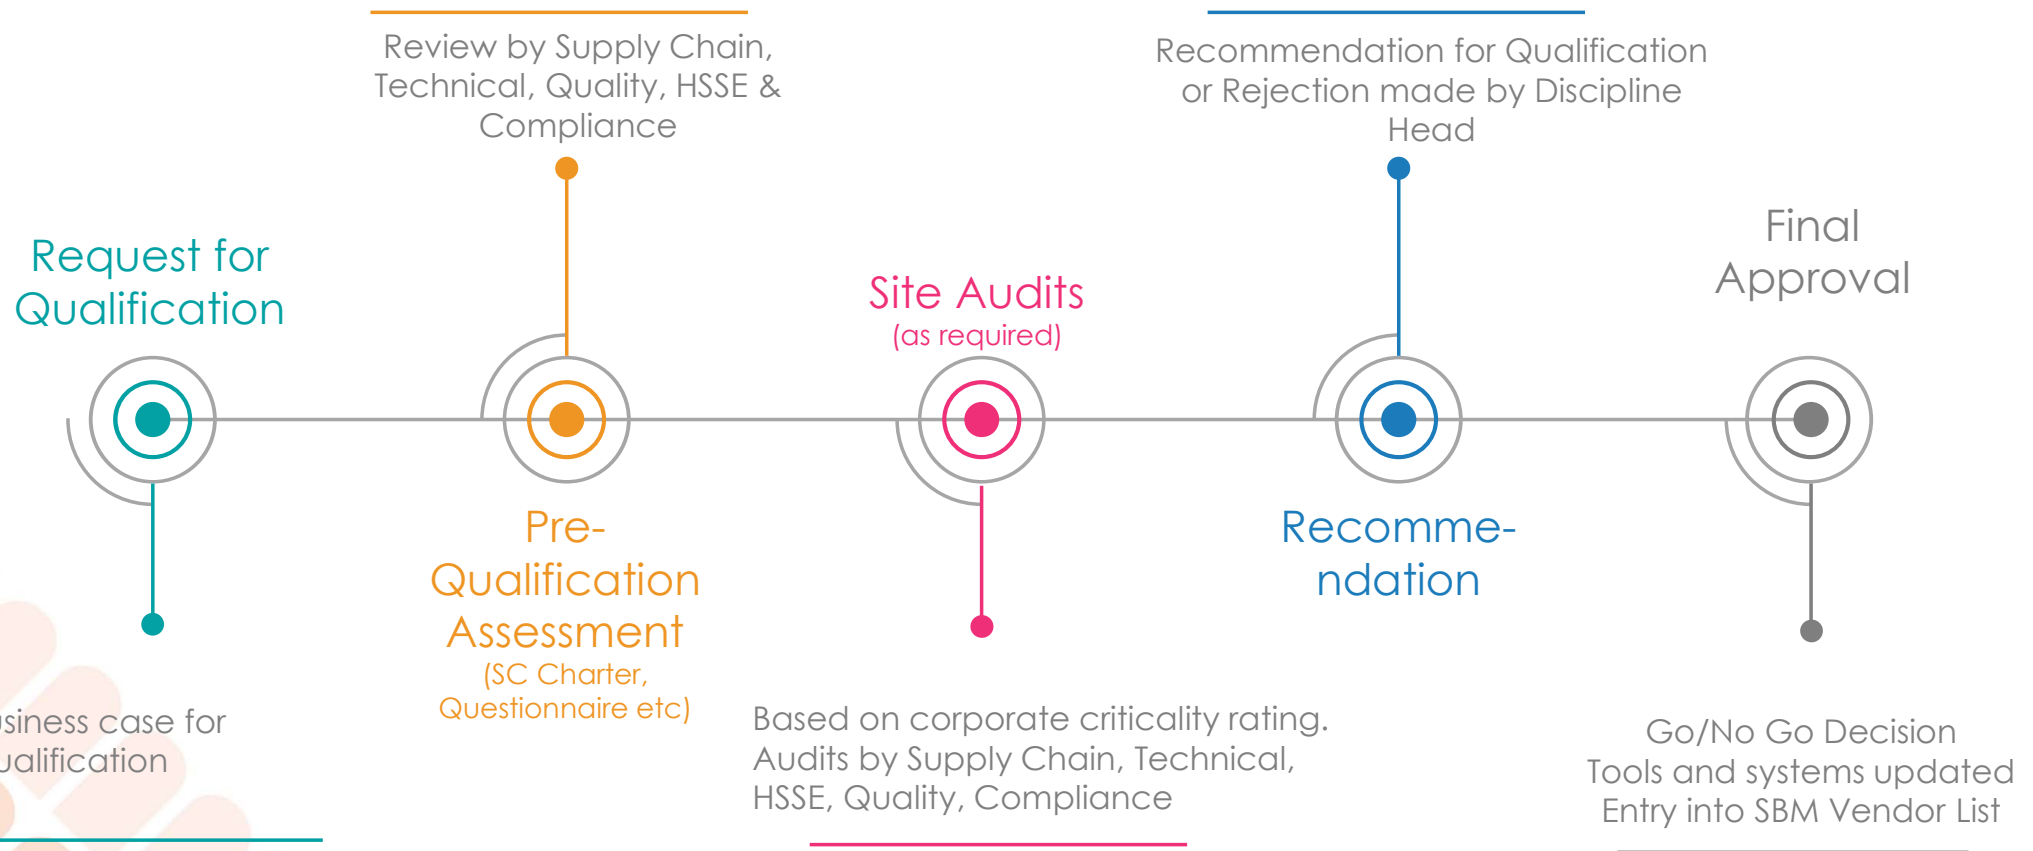 Review by Supply Chain,
Technical, Quality, HSSE &
Compliance
Recommendation for Qualification
or Rejection made by Discipline
Head
Request for
Qualification
Site Audits
(as required)
Final
Approval
Pre-
Qualification
Assessment
(SC Charter,
Questionnaire etc)
Recomme-
ndation
case for
Based on corporate criticality rating.
Audits by Supply Chain, Technical,
HSSE, Quality, Compliance
Go/No Go Decision
Tools and systems updated
Entry into SBM Vendor List